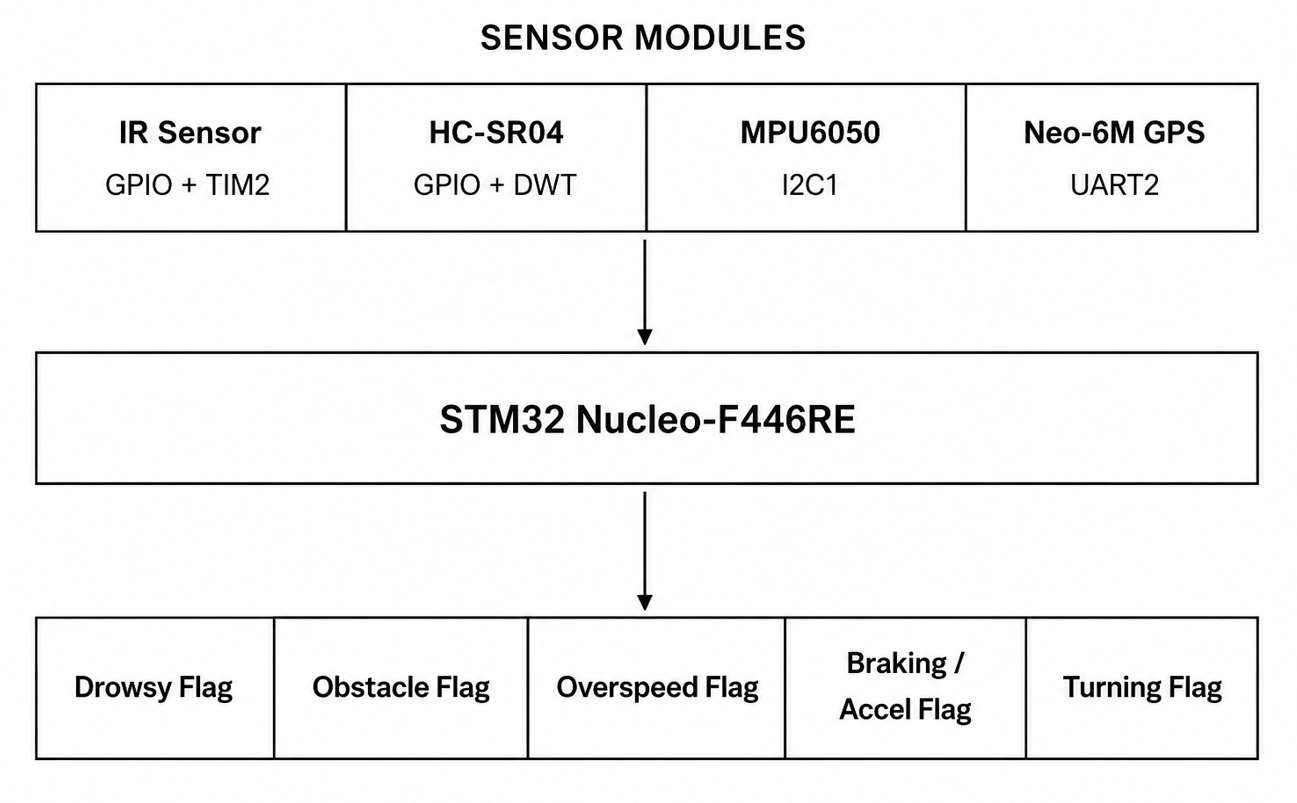 SENSOR MODULES
IR Sensor
GPIO + TIM2
HC-SR04
GPIO + DWT
MPU6050
I2C1
Neo-6M GPS
UART2
STM32 Nucleo-F446RE
Drowsy Flag
Obstacle Flag
Overspeed Flag
Braking /
Accel Flag
Turning Flag